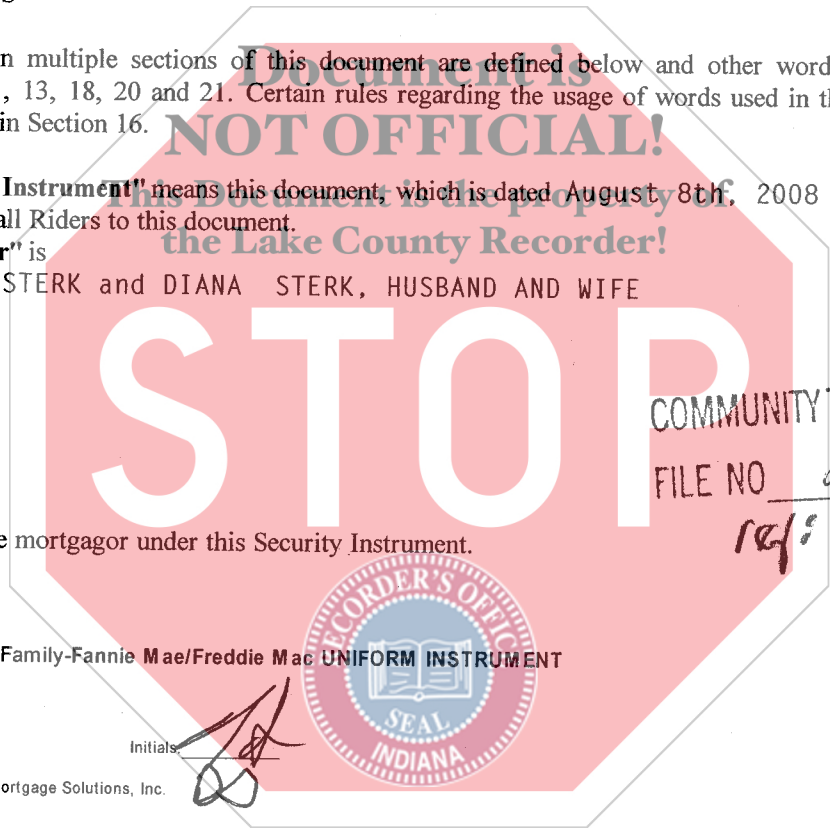 n multiple sections of this document are defined below and other word
, 13, 18, 20 and 21. Certain rules regarding the usage of words used in th
in Section 16.
Document is
NOT OFFICIAL!
This Document is the property of
the Lake County Recorder!
Instrument" means this document, which is dated August 8th, 2008
all Riders to this document.
r" is
STERK and DIANA STERK, HUSBAND AND WIFE
STOP
COMMUNITY
FILE NO
e mortgagor under this Security Instrument.
RECORDER'S OFFICE
SEAL
INDIANA
Family-Fannie Mae/Freddie Mac UNIFORM INSTRUMENT
Initials
ortgage Solutions, Inc.